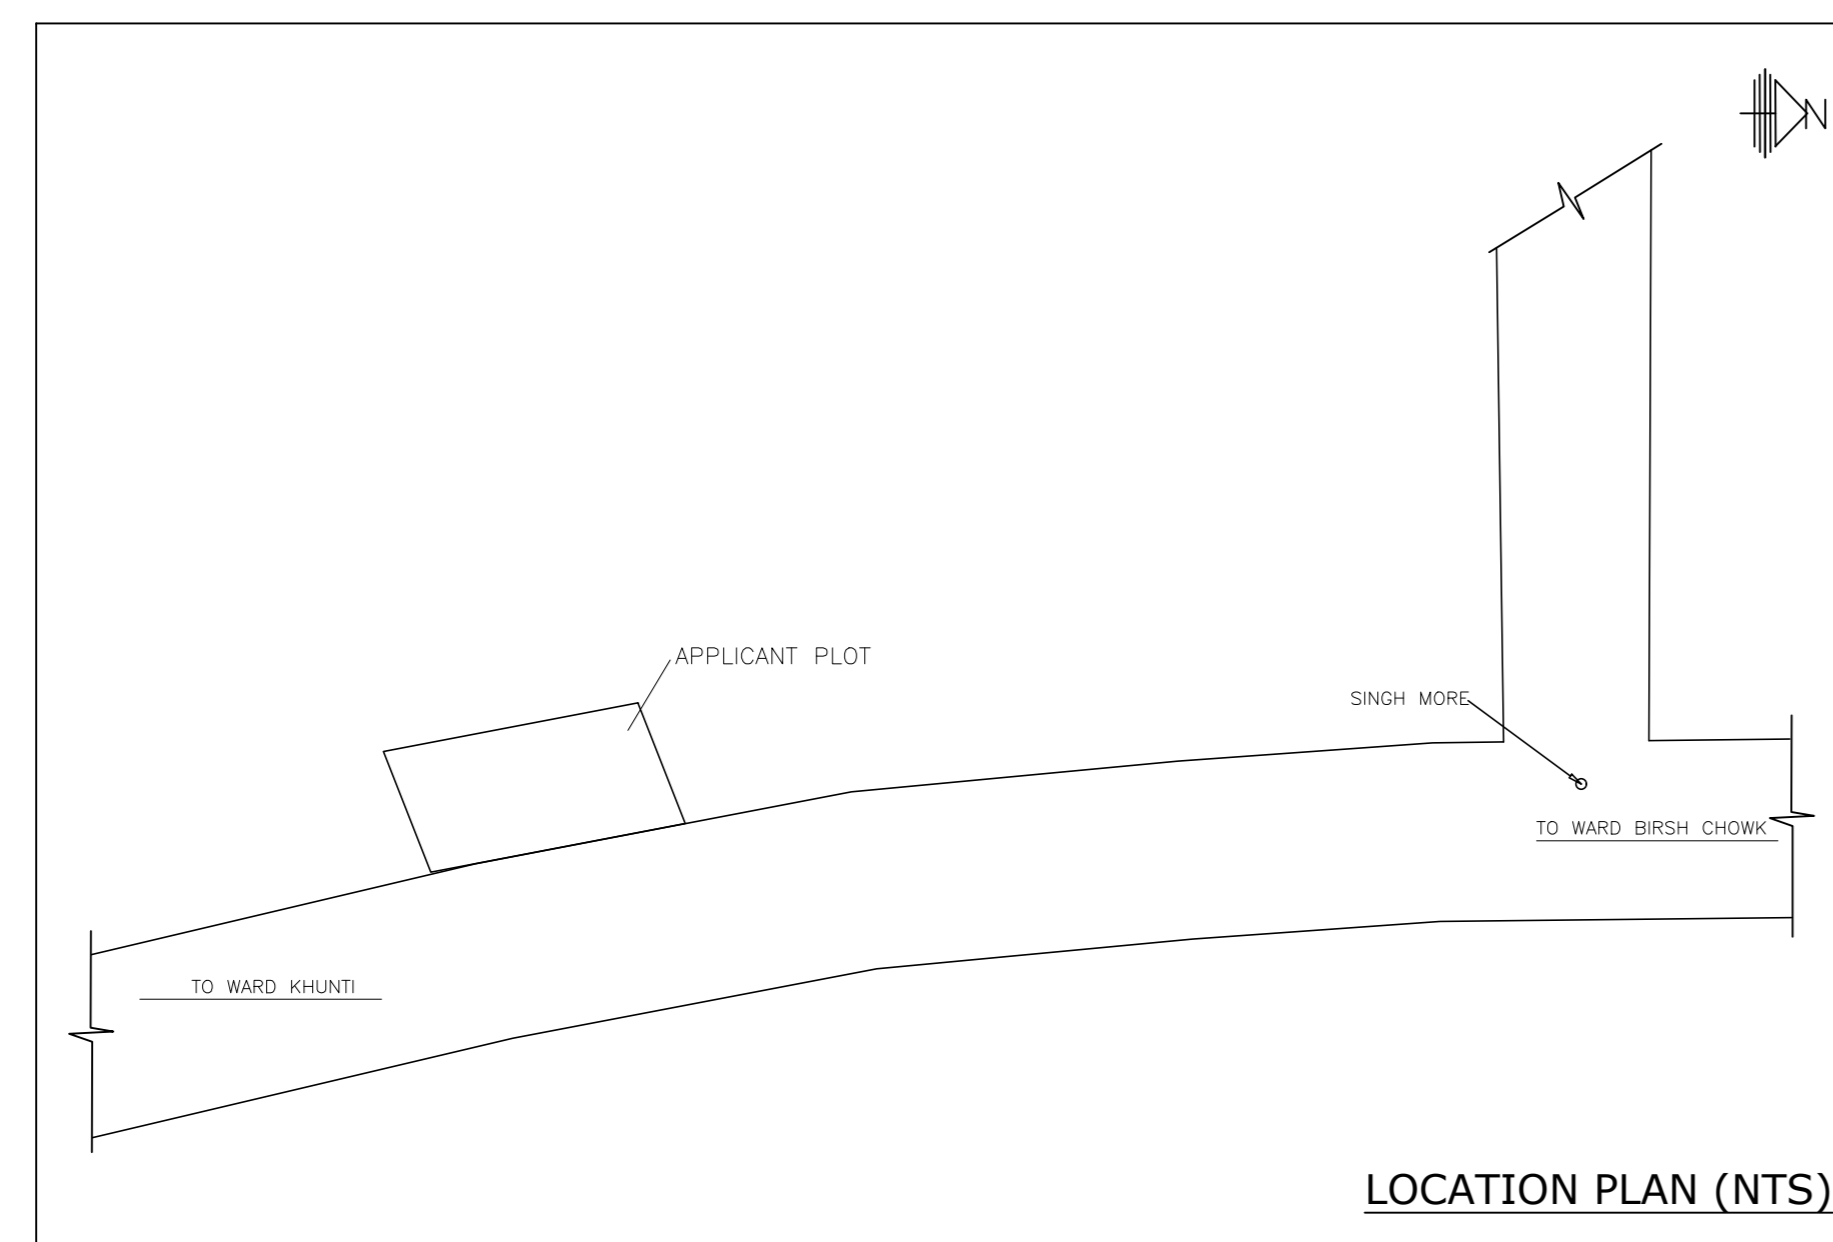 N
APPLICANT PLOT
SINGH MORE
TO WARD BIRSH CHOWK
TO WARD KHUNTI
LOCATION PLAN (NTS)